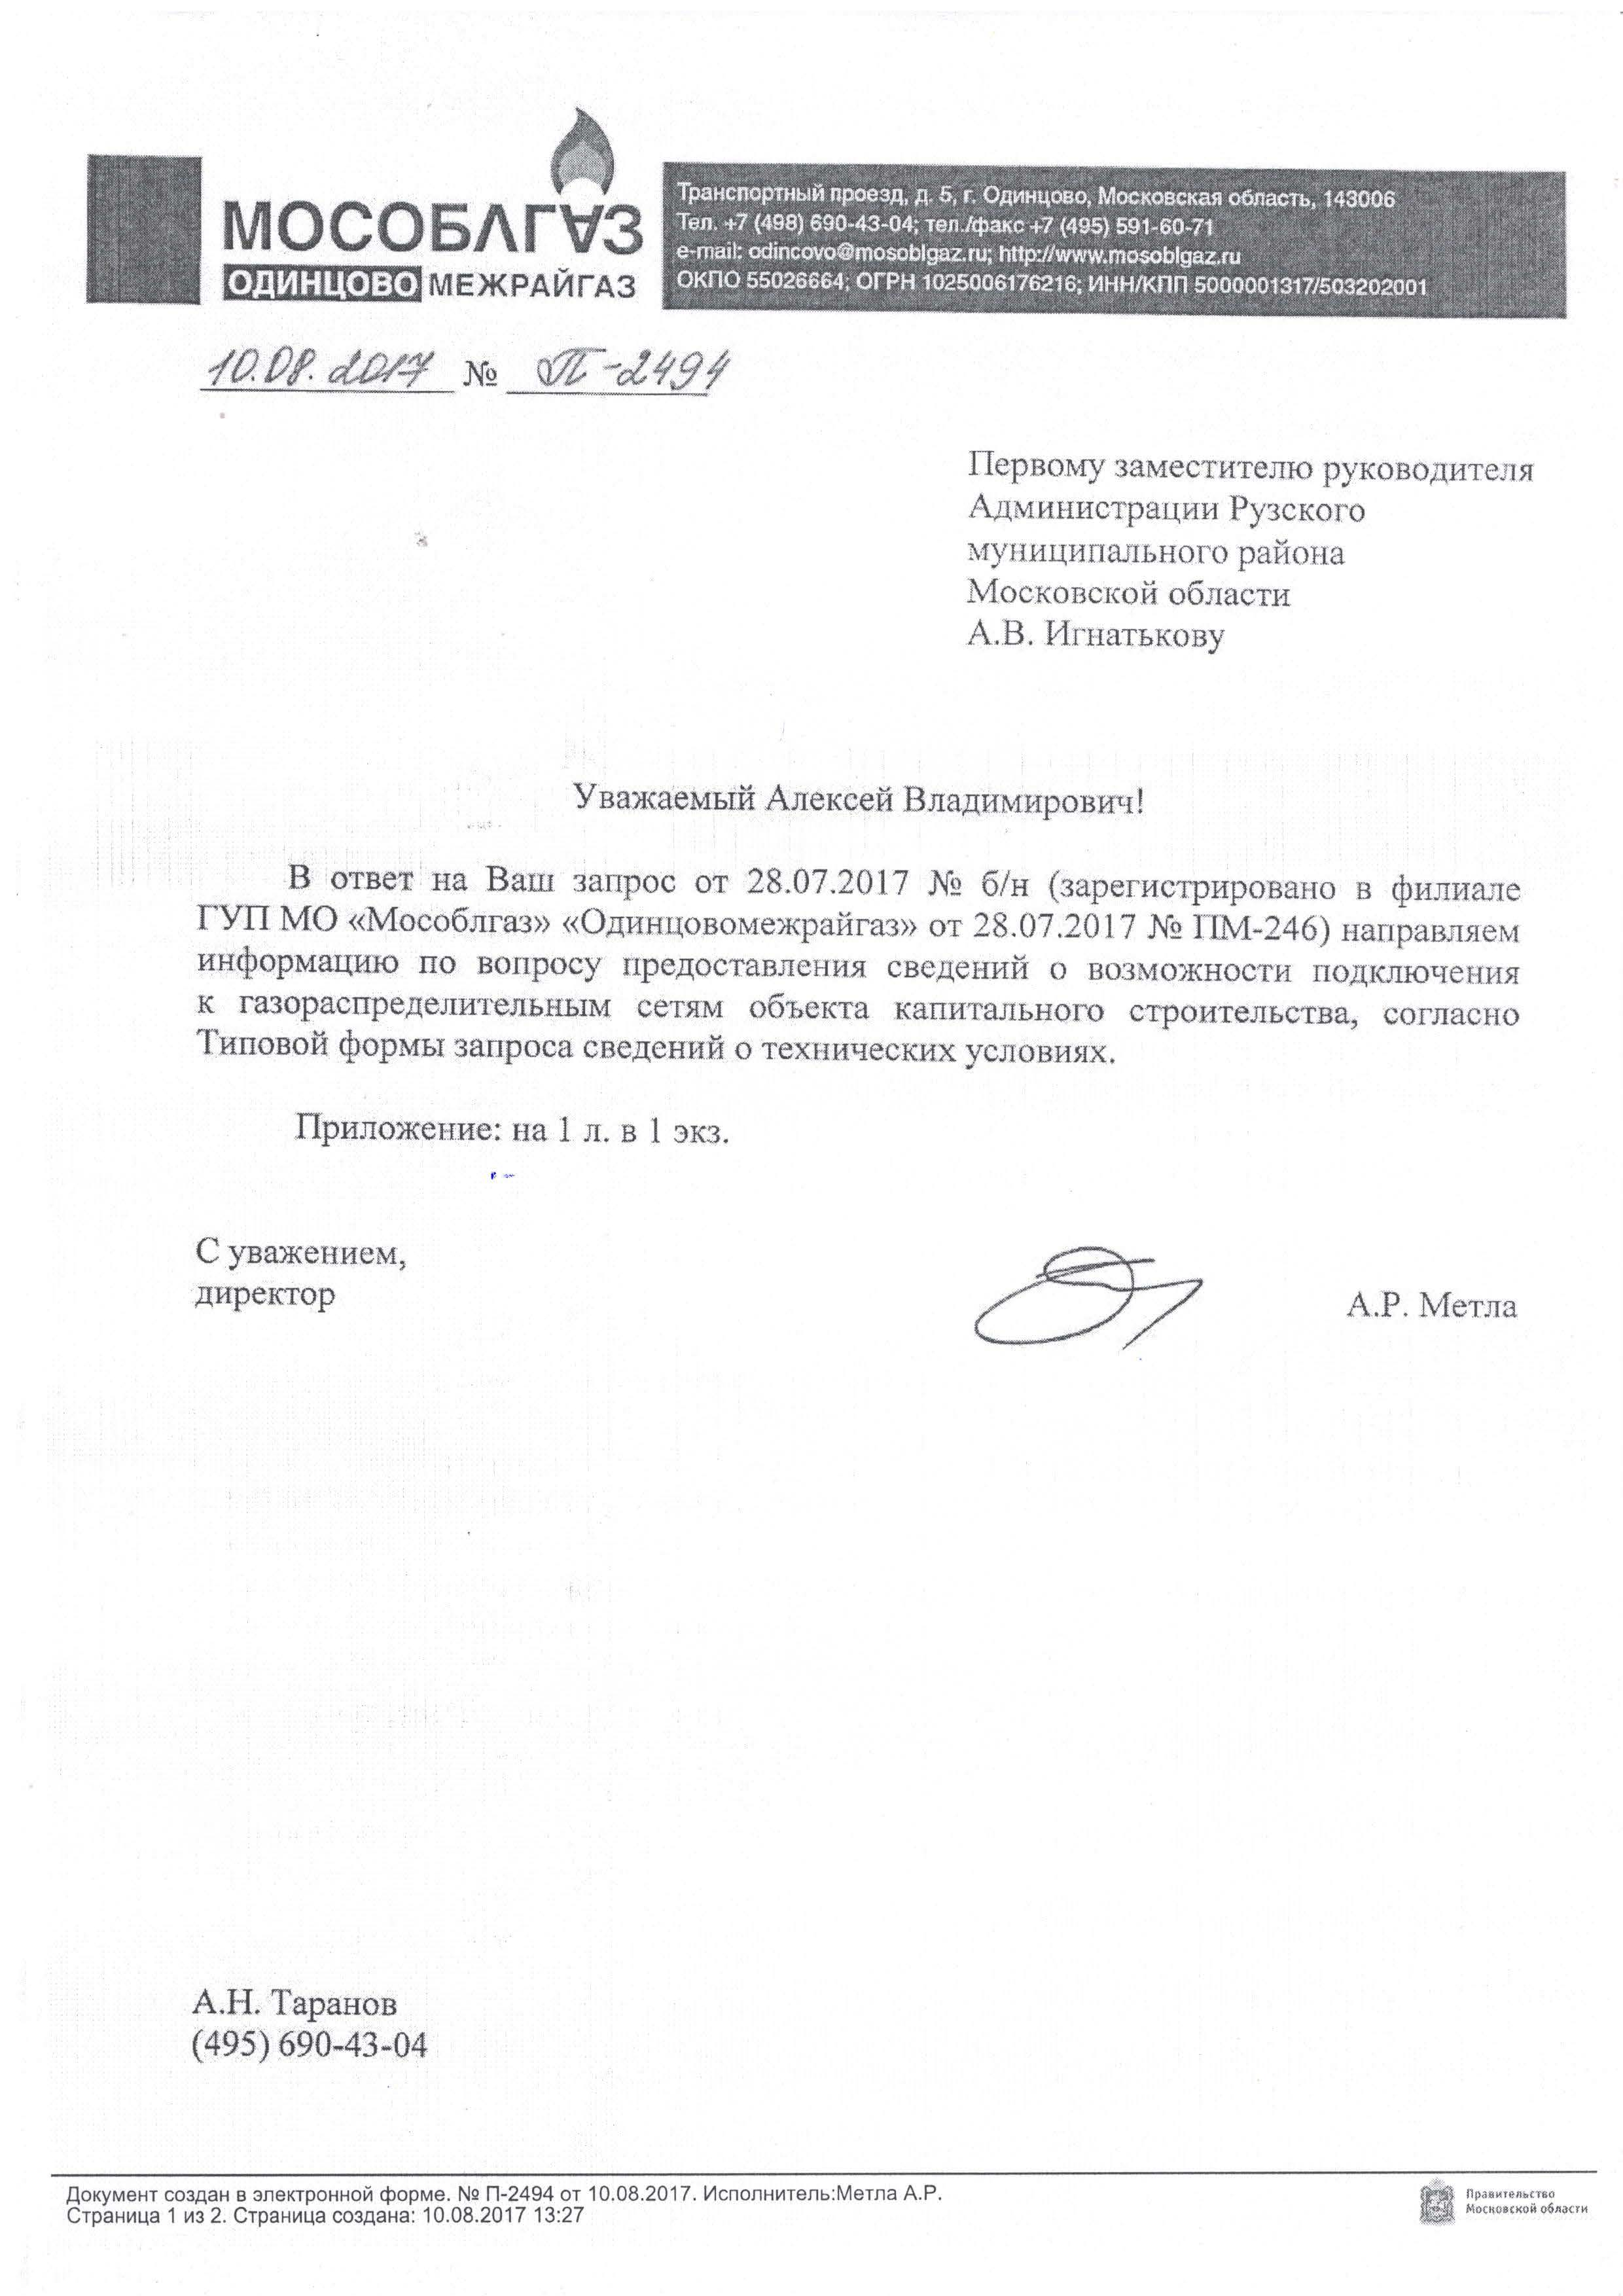 МОСОБЛГАЗ
ОДИНЦОВО МЕЖРАЙГАЗ
Транспортный проезд, д. 5, г. Одинцово, Московская область, 143006
Тел. +7 (498) 690-43-04; тел./факс +7 (495) 591-60-71
e-mail: odincovo@mosoblgaz.ru; http://www.mosoblgaz.ru
ОКПО 55026664; ОГРН 1025006176216; ИНН/КПП 5000001317/503202001
10.08.2017 № П-2494
Первому заместителю руководителя
Администрации Рузского
муниципального района
Московской области
А.В. Игнатькову
Уважаемый Алексей Владимирович!
В ответ на Ваш запрос от 28.07.2017 № б/н (зарегистрировано в филиале
ГУП МО «Мособлгаз» «Одинцовомежрайгаз» от 28.07.2017 № ПМ-246) направляем
информацию по вопросу предоставления сведений о возможности подключения
к газораспределительным сетям объекта капитального строительства, согласно
Типовой формы запроса сведений о технических условиях.
Приложение: на 1 л. в 1 экз.
С уважением,
директор
А.Р. Метла
А.Н. Таранов
(495) 690-43-04
Документ создан в электронной форме. № П-2494 от 10.08.2017. Исполнитель:Метла А.Р.
Страница 1 из 2. Страница создана: 10.08.2017 13:27
Правительство
Московской области